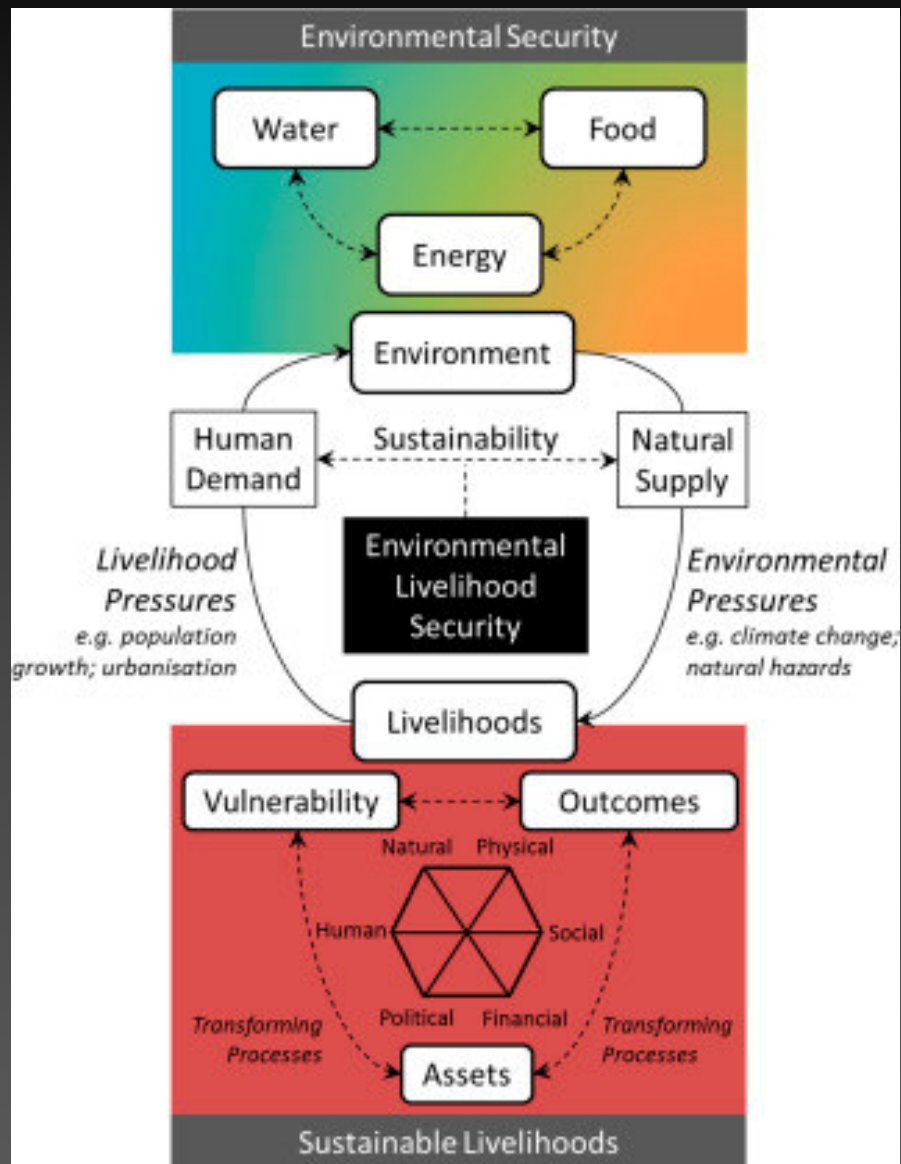 Environmental Security
Water
Food
Energy
Environment
Human
Demand
Sustainability
Natural
Supply
Environmental
Livelihood
Security
Livelihood
Pressures
e.g. population
growth; urbanisation
Environmental
Pressures
e.g. climate change;
natural hazards
Livelihoods
Vulnerability
Outcomes
Natural
Physical
Human
Social
Political
Financial
Transforming
Processes
Transforming
Processes
Assets
Sustainable Livelihoods